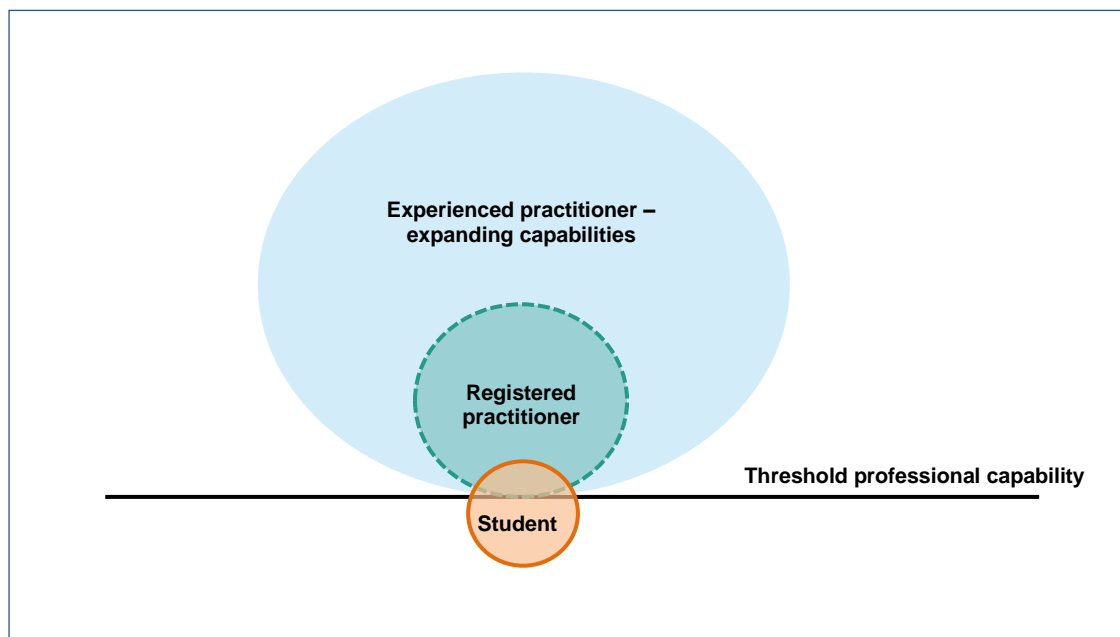 Experienced practitioner –
expanding capabilities
Registered
practitioner
Threshold professional capability
Student